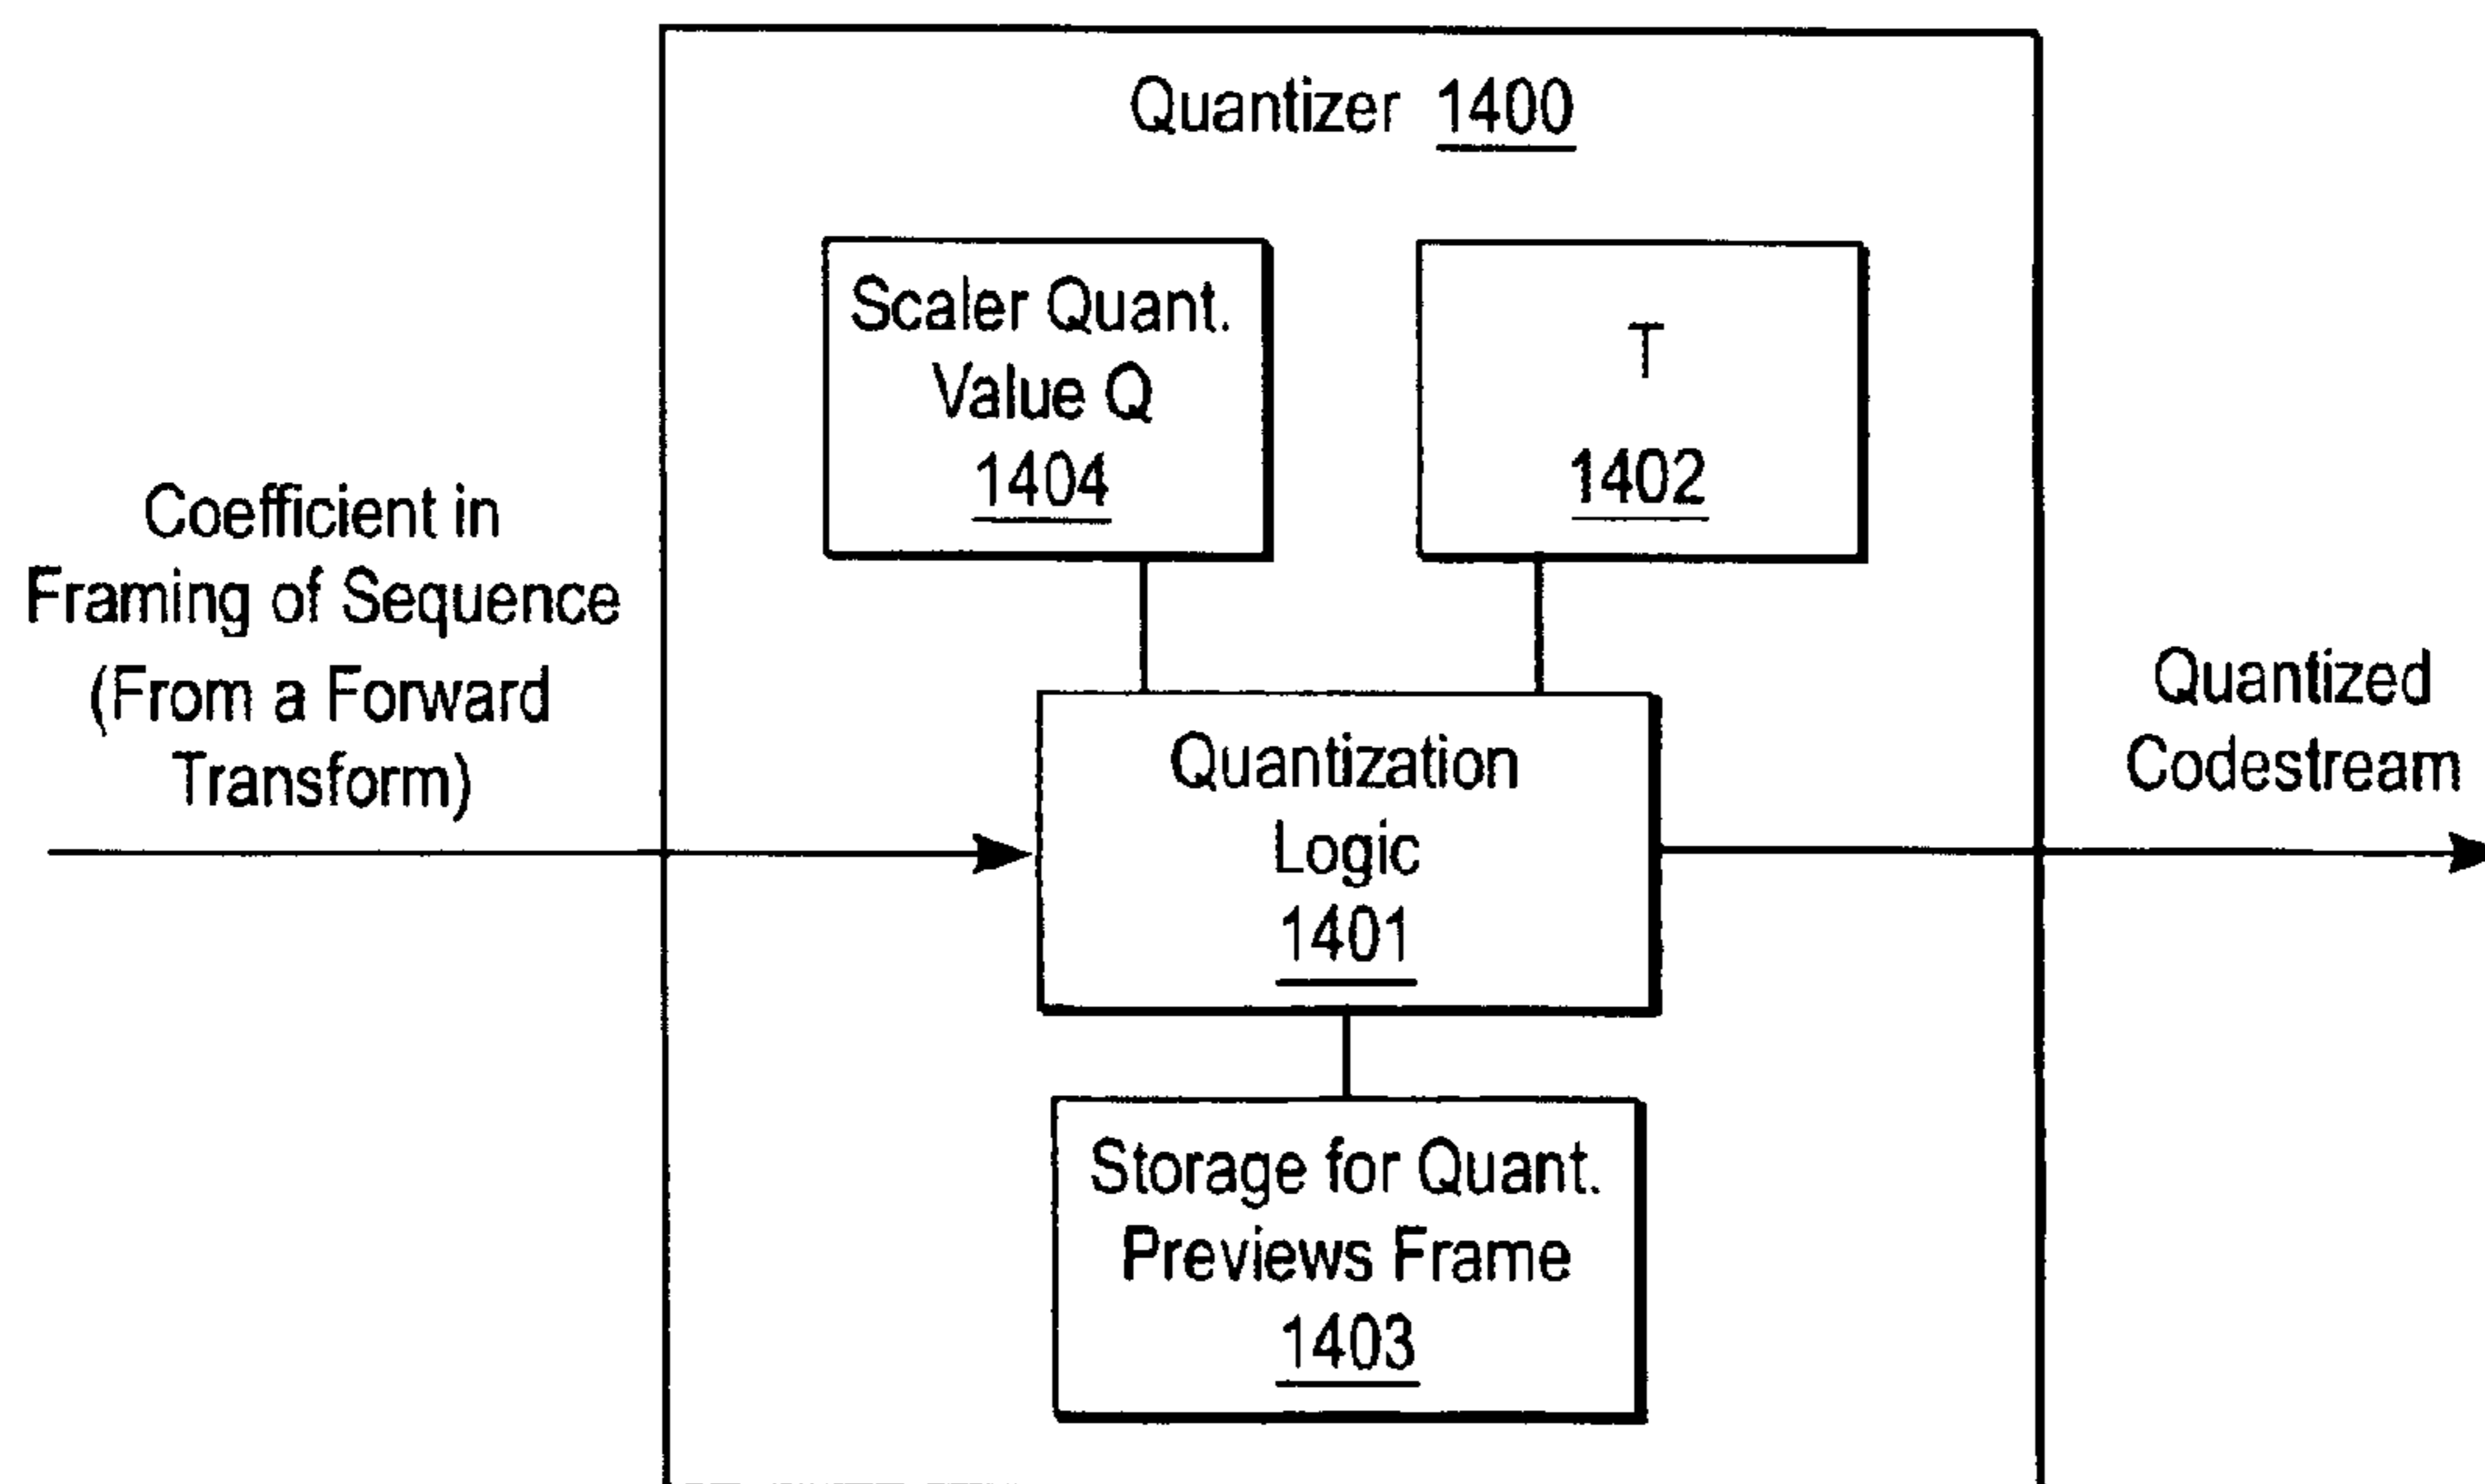 Quantizer 1400
Scaler Quant.
Value Q
1404
T
1402
Coefficient in
Framing of Sequence
(From a Forward
Transform)
Quantization
Logic
1401
Quantized
Codestream
Storage for Quant.
Previews Frame
1403